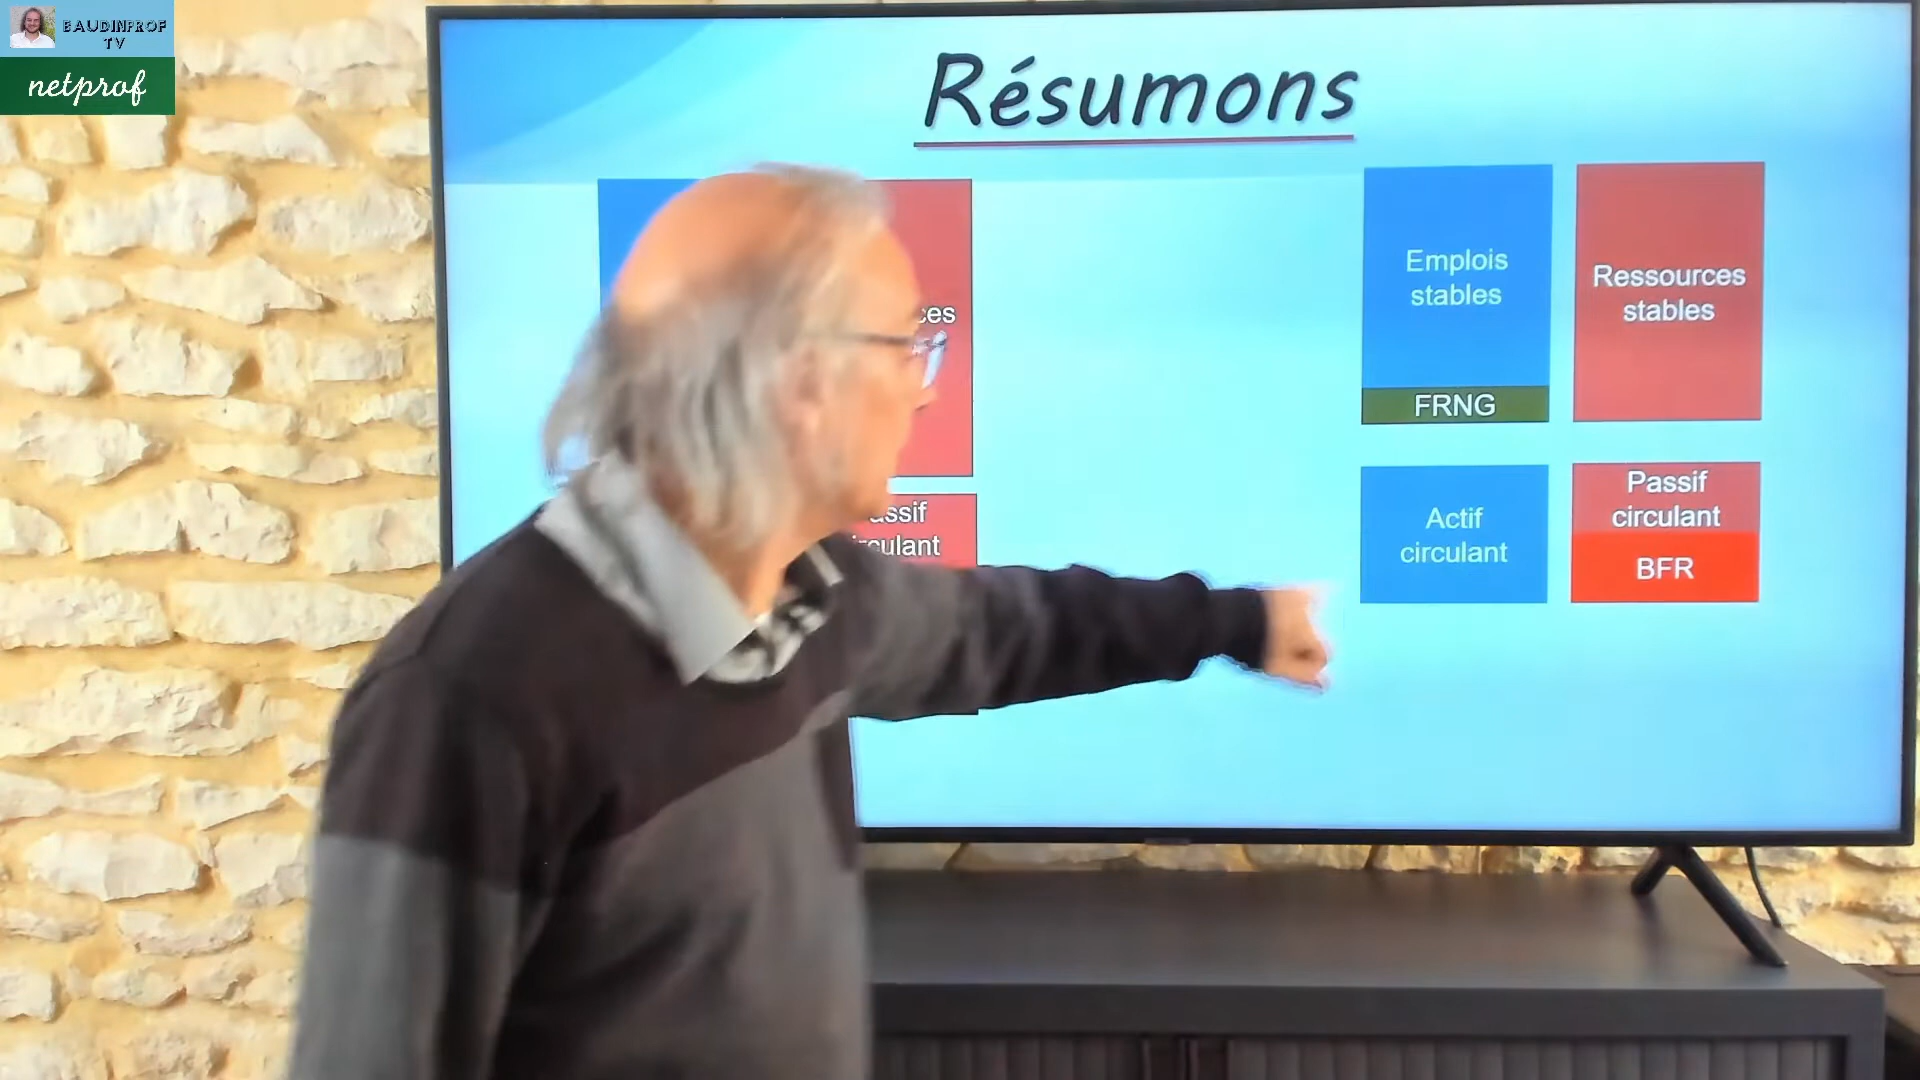 BAUDINPROF
TV
netprof
Résumons
Emplois
stables
FRNG
Ressources
stables
Actif
circulant
Passif
circulant
BFR